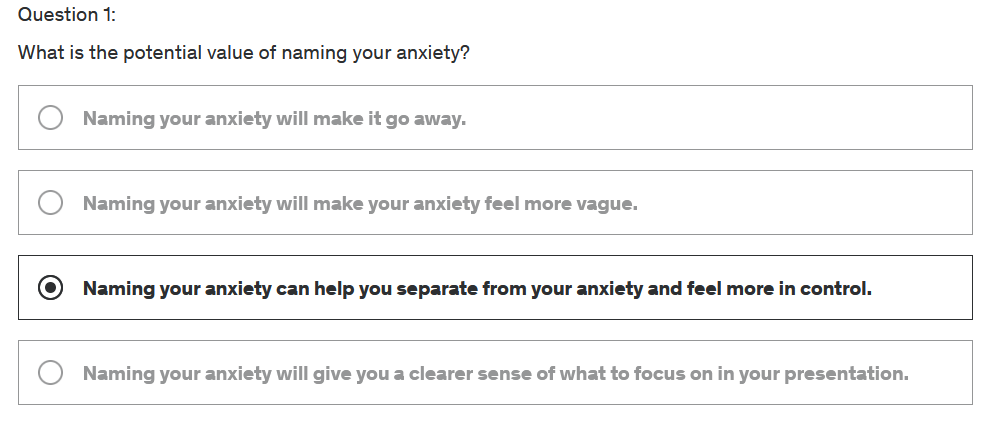 Question 1:
What is the potential value of naming your anxiety?
Naming your anxiety will make it go away.
Naming your anxiety will make your anxiety feel more vague.
Naming your anxiety can help you separate from your anxiety and feel more in control.
Naming your anxiety will give you a clearer sense of what to focus on in your presentation.